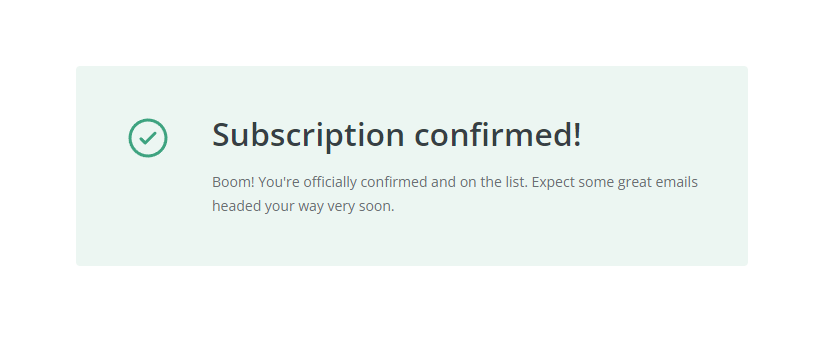 Subscription confirmed!
Boom! You're officially confirmed and on the list. Expect some great emails
headed your way very soon.